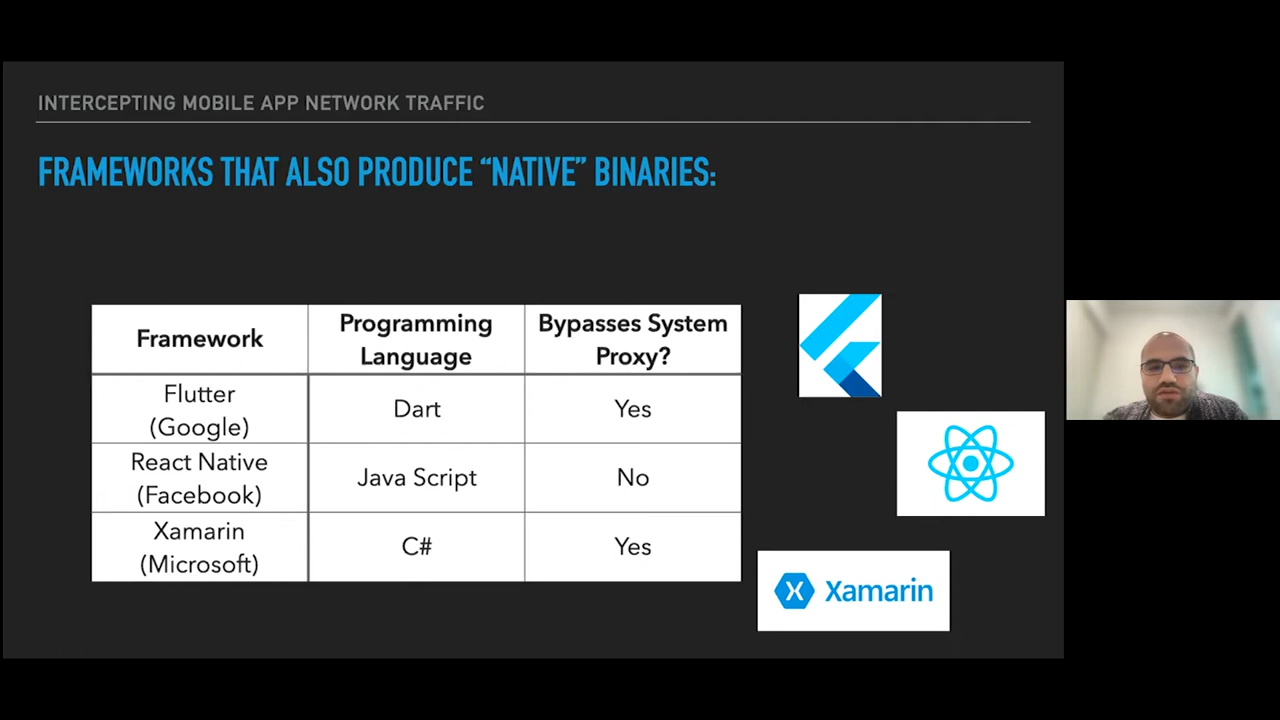 INTERCEPTING MOBILE APP NETWORK TRAFFIC
FRAMEWORKS THAT ALSO PRODUCE “NATIVE” BINARIES:
Framework
Programming
Language
Bypasses System
Proxy?
Flutter
(Google)
Dart
Yes
React Native
(Facebook)
Java Script
No
Xamarin
(Microsoft)
C#
Yes
Xamarin